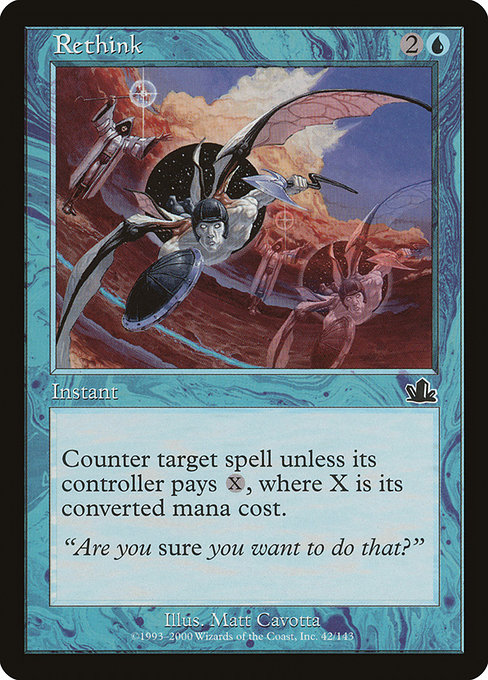 Rethink 2
Instant
Counter target spell unless its
controller pays X, where X is its
converted mana cost.
“Are you sure you want to do that?”
Illus. Matt Cavotta
©1993–2000 Wizards of the Coast, Inc. 42/143